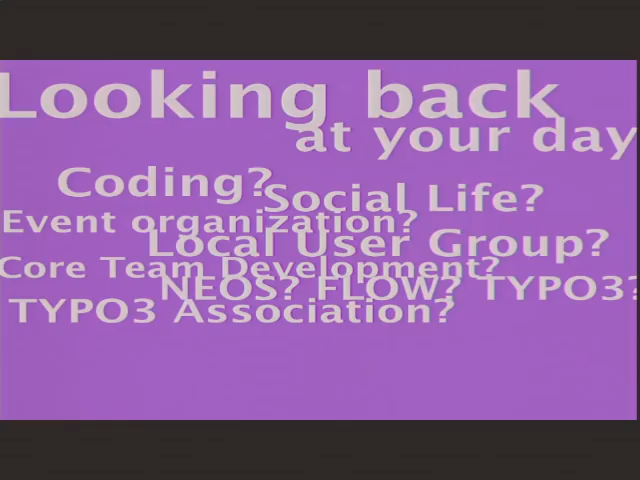 Looking back
at your day
Coding?
Social Life?
Event organization?
Local User Group?
Core Team Development?
NEOS? FLOW? TYPO3?
TYPO3 Association?